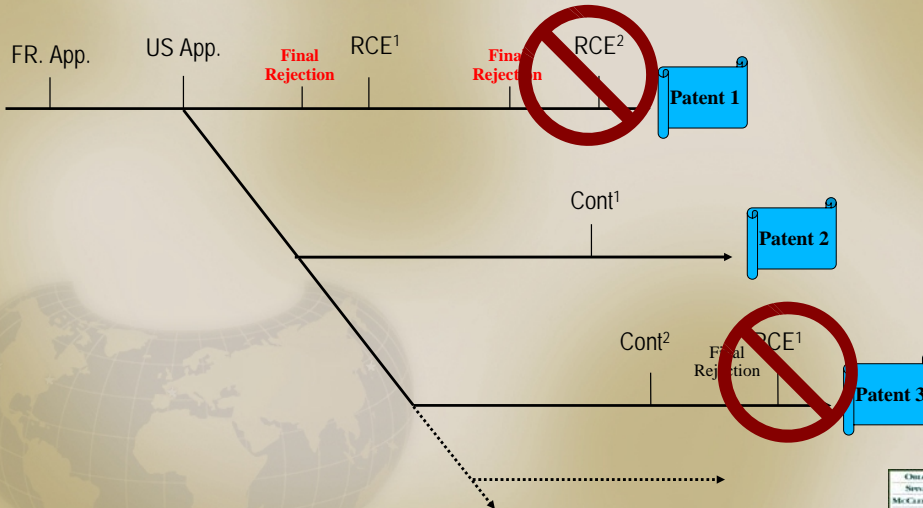 FR. App.
US App.
Final
Rejection
RCE1
Final
Rejection
RCE2
Patent 1
Cont1
Patent 2
Cont2
Final
Rejection
RCE1
Patent 3